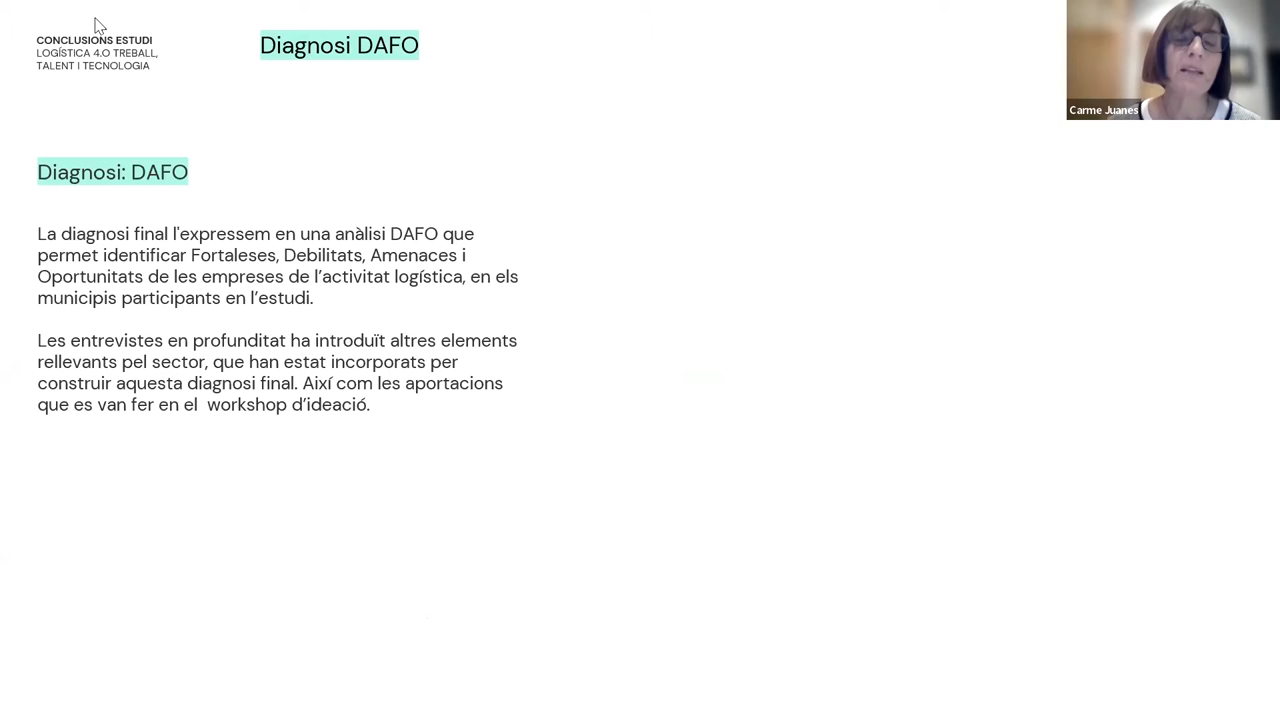 CONCLUSIONS ESTUDI
LOGÍSTICA 4.0 TREBALL,
TALENT I TECNOLOGIA
Diagnosi DAFO
Carme Juanes
Diagnosi: DAFO
La diagnosi final l'expressem en una anàlisi DAFO que
permet identificar Fortaleses, Debilitats, Amenaces i
Oportunitats de les empreses de l’activitat logística, en els
municipis participants en l’estudi.
Les entrevistes en profunditat ha introduït altres elements
rellevants pel sector, que han estat incorporats per
construir aquesta diagnosi final. Així com les aportacions
que es van fer en el  workshop d’ideació.